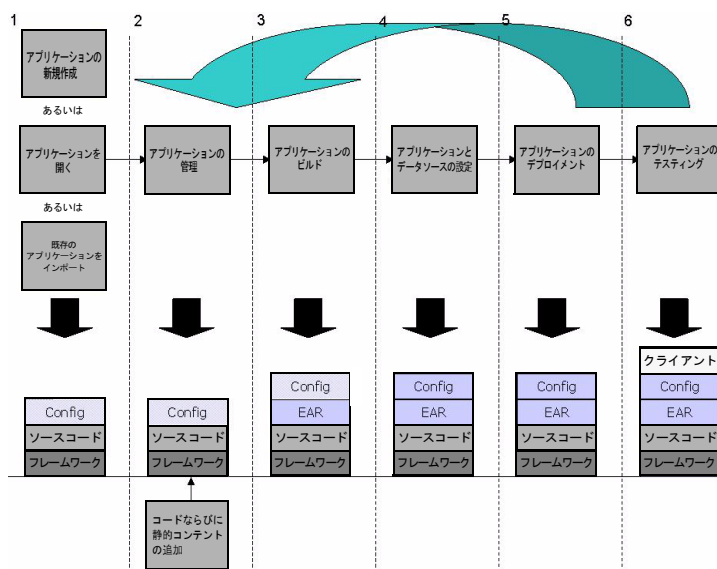 1
2
3
4
5
6
アプリケーションの
新規作成
あるいは
アプリケーションを
開く
あるいは
既存の
アプリケーションを
インポート
アプリケーションの
管理
アプリケーションの
ビルド
アプリケーションと
データソースの設定
アプリケーションの
デプロイメント
アプリケーションの
テスティング
Config
ソースコード
フレームワーク
Config
ソースコード
フレームワーク
Config
EAR
ソースコード
フレームワーク
Config
EAR
ソースコード
フレームワーク
Config
EAR
ソースコード
フレームワーク
クライアント
Config
EAR
ソースコード
フレームワーク
コードならびに
静的コンテント
の追加